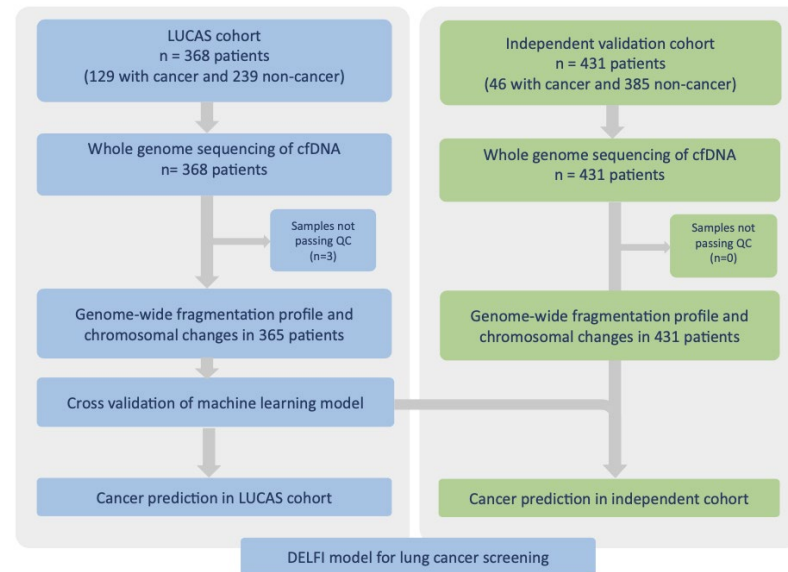 LUCAS cohort
n = 368 patients
(129 with cancer and 239 non-cancer)
Whole genome sequencing of cfDNA
n= 368 patients
Samples not
passing QC
(n=3)
Genome-wide fragmentation profile and
chromosomal changes in 365 patients
Cross validation of machine learning model
Cancer prediction in LUCAS cohort
Independent validation cohort
n = 431 patients
(46 with cancer and 385 non-cancer)
Whole genome sequencing of cfDNA
n = 431 patients
Samples not
passing QC
(n=0)
Genome-wide fragmentation profile and
chromosomal changes in 431 patients
Cancer prediction in independent cohort
DELFI model for lung cancer screening